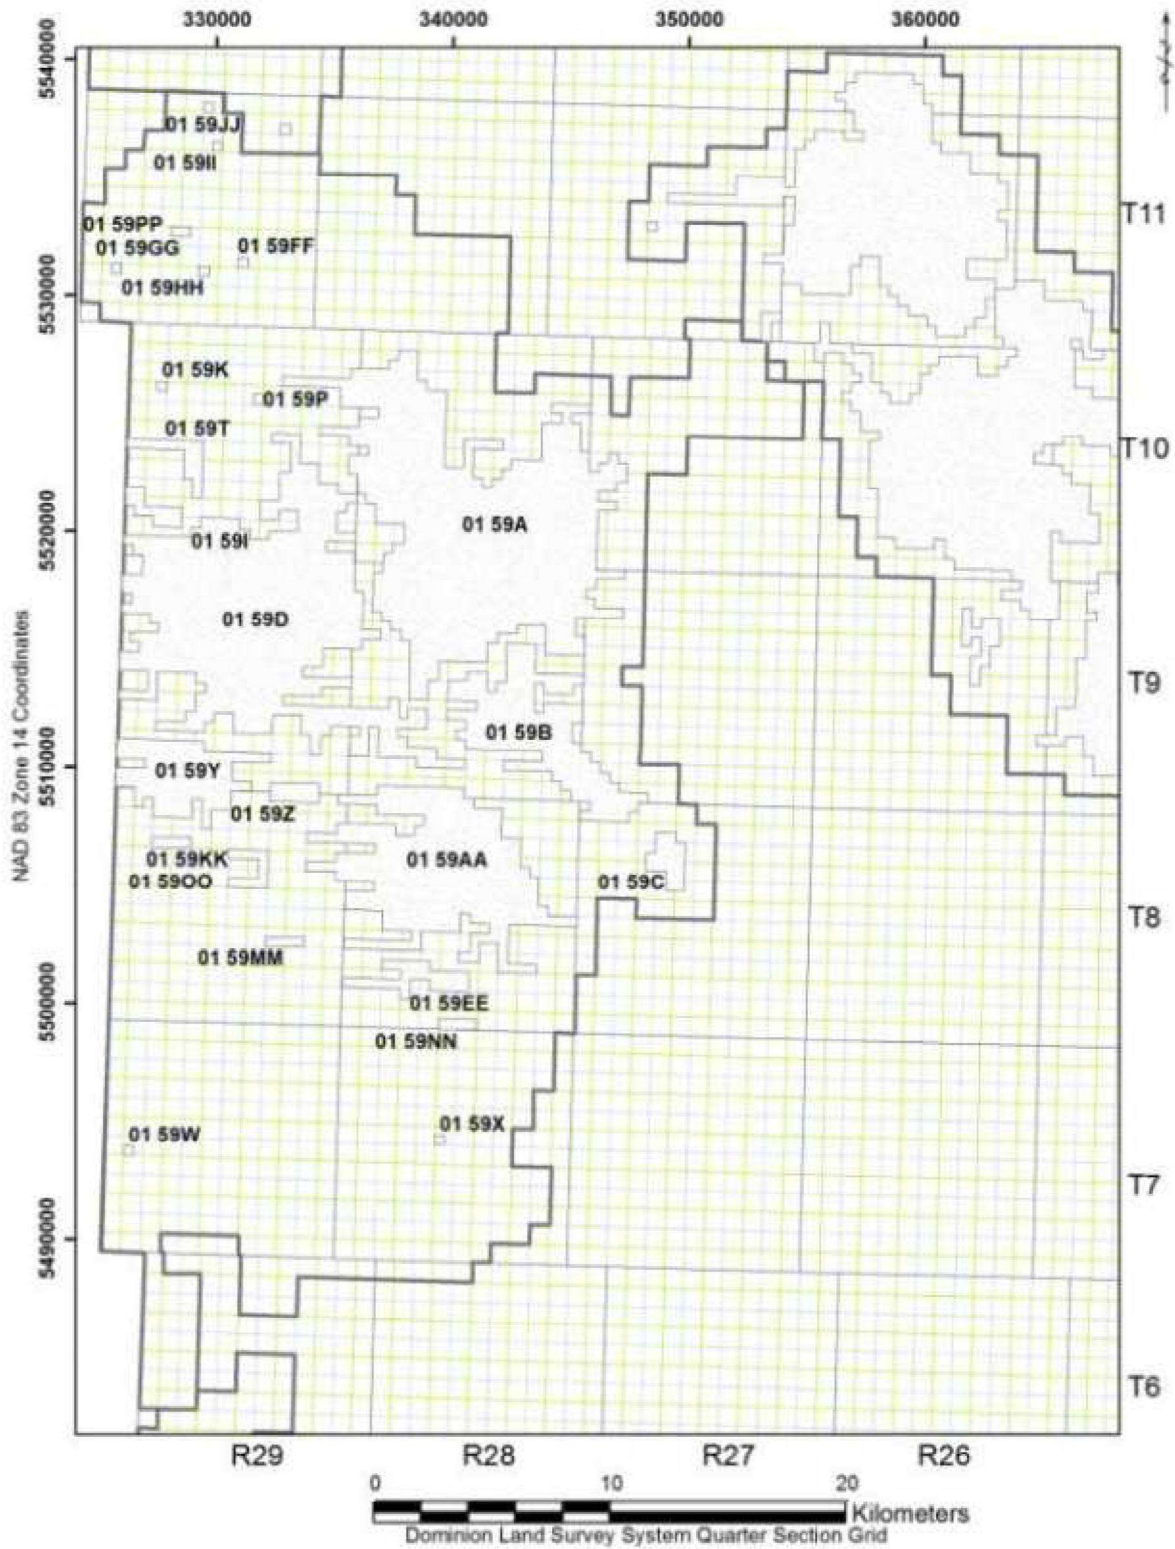 330000 340000 350000 360000
5540000
01 59JJ
01 59II
T11
01 59PP
01 59GG
01 59FF
01 59HH
5530000
01 59K
01 59P
01 59T
T10
5520000
01 59A
01 59I
01 59D
NAD 83 Zone 14 Coordinates
T9
01 59B
5510000
01 59Y
01 59Z
01 59KK
01 59AA
01 59OO
01 59C
T8
01 59MM
5500000
01 59EE
01 59NN
01 59W
01 59X
T7
5490000
T6
R29 R28 R27 R26
0 10 20
Kilometers
Dominion Land Survey System Quarter Section Grid